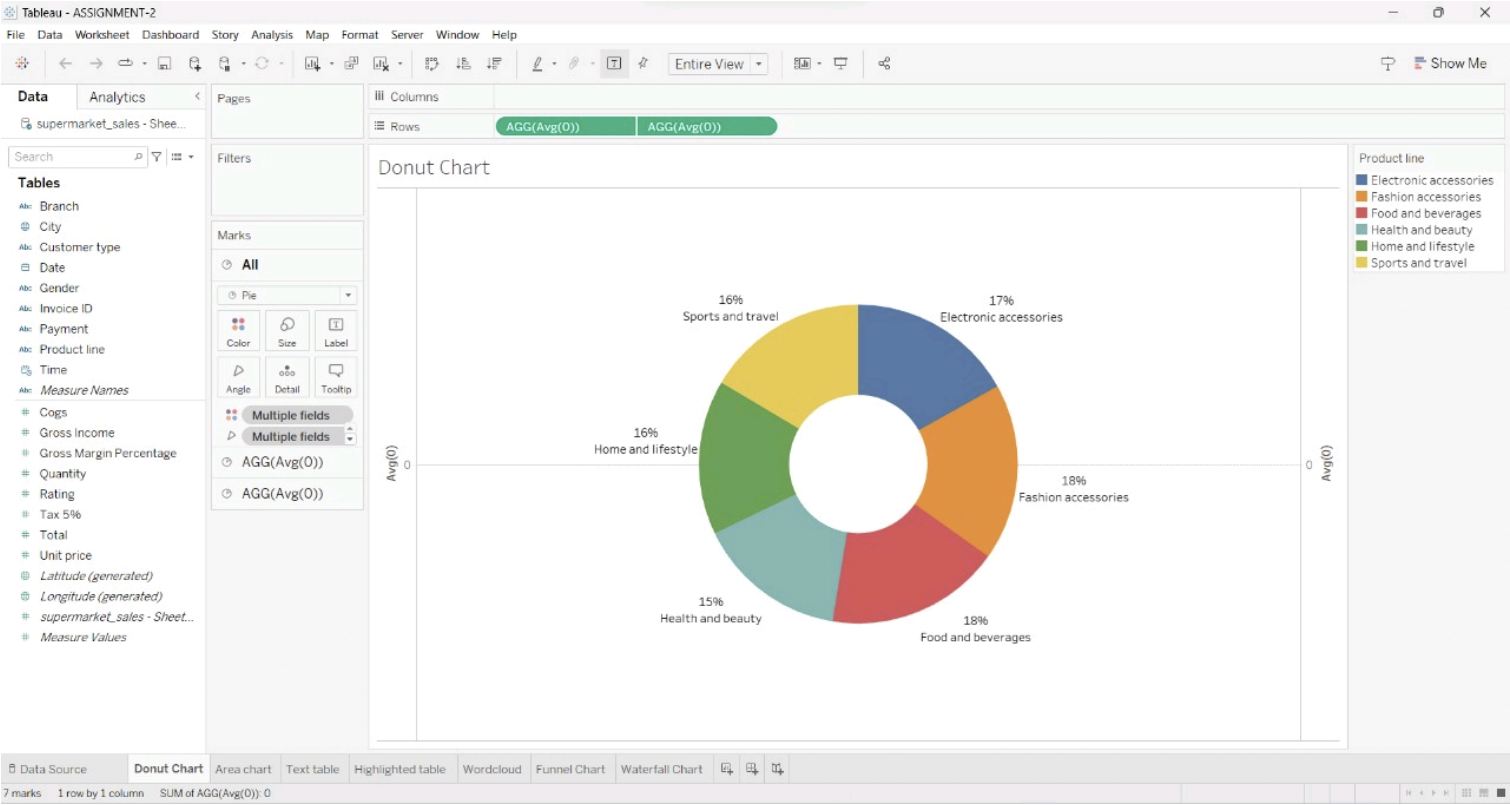 Tableau - ASSIGNMENT-2
File Data Worksheet Dashboard Story Analysis Map Format Server Window Help
Entire View
Show Me
Data Analytics
supermarket_sales - Shee...
Search
Tables
Abc Branch
City
Abc Customer type
Date
Abc Gender
Abc Invoice ID
Abc Payment
Abc Product line
Time
Abc Measure Names
# Cogs
# Gross Income
# Gross Margin Percentage
# Quantity
# Rating
# Tax 5%
# Total
# Unit price
Latitude (generated)
Longitude (generated)
# supermarket_sales - Sheet...
# Measure Values
Pages
Filters
Marks
All
Pie
Color Size Label
Angle Detail Tooltip
Multiple fields
Multiple fields
AGG(Avg(0))
AGG(Avg(0))
Columns
Rows AGG(Avg(0)) AGG(Avg(0))
Donut Chart
16%
Sports and travel
17%
Electronic accessories
16%
Home and lifestyle
18%
Fashion accessories
15%
Health and beauty
18%
Food and beverages
Avg(0)
0
0
Avg(0)
Product line
Electronic accessories
Fashion accessories
Food and beverages
Health and beauty
Home and lifestyle
Sports and travel
Data Source Donut Chart Area chart Text table Highlighted table Wordcloud Funnel Chart Waterfall Chart
7 marks 1 row by 1 column SUM of AGG(Avg(0)): 0